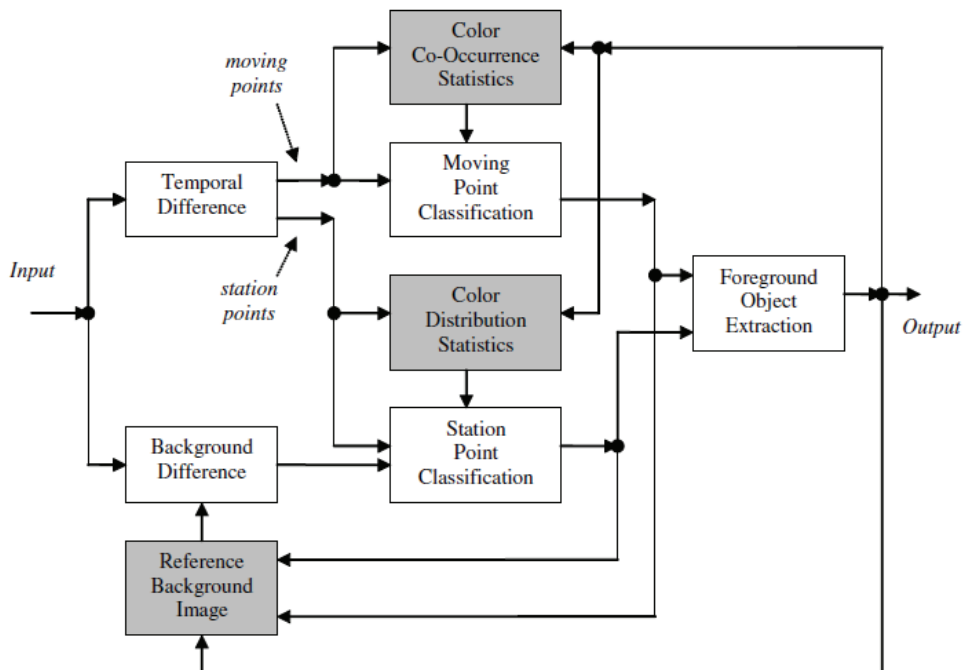 Color
Co-Occurrence
Statistics
moving
points
Temporal
Difference
Moving
Point
Classification
Input
station
points
Color
Distribution
Statistics
Foreground
Object
Extraction
Output
Background
Difference
Station
Point
Classification
Reference
Background
Image